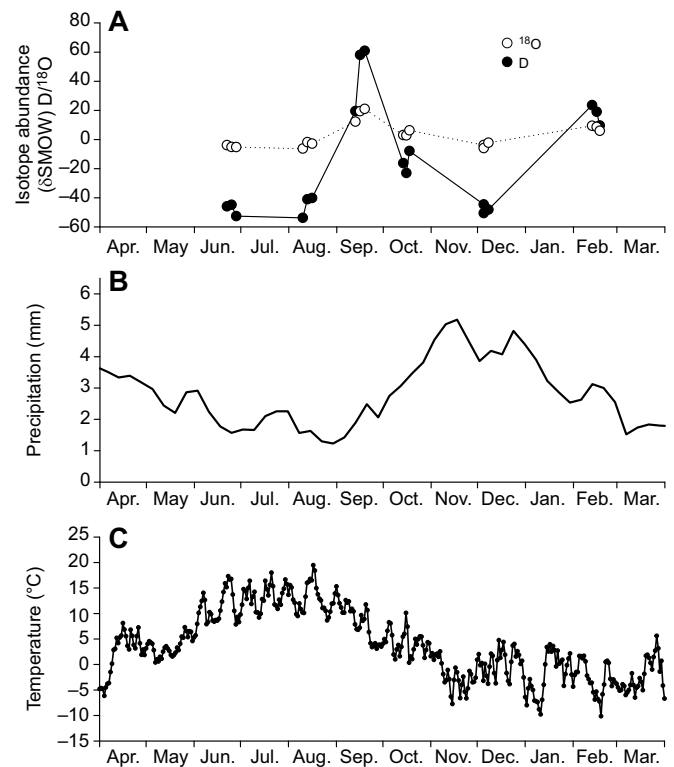 A
Isotope abundance
(δSMOW) D/¹⁸O
80
60
40
20
0
–20
–40
–60
¹⁸O
D
Apr. May Jun. Jul. Aug. Sep. Oct. Nov. Dec. Jan. Feb. Mar.
B
Precipitation (mm)
6
5
4
3
2
1
0
Apr. May Jun. Jul. Aug. Sep. Oct. Nov. Dec. Jan. Feb. Mar.
C
Temperature (°C)
25
20
15
10
5
0
–5
–10
–15
Apr. May Jun. Jul. Aug. Sep. Oct. Nov. Dec. Jan. Feb. Mar.